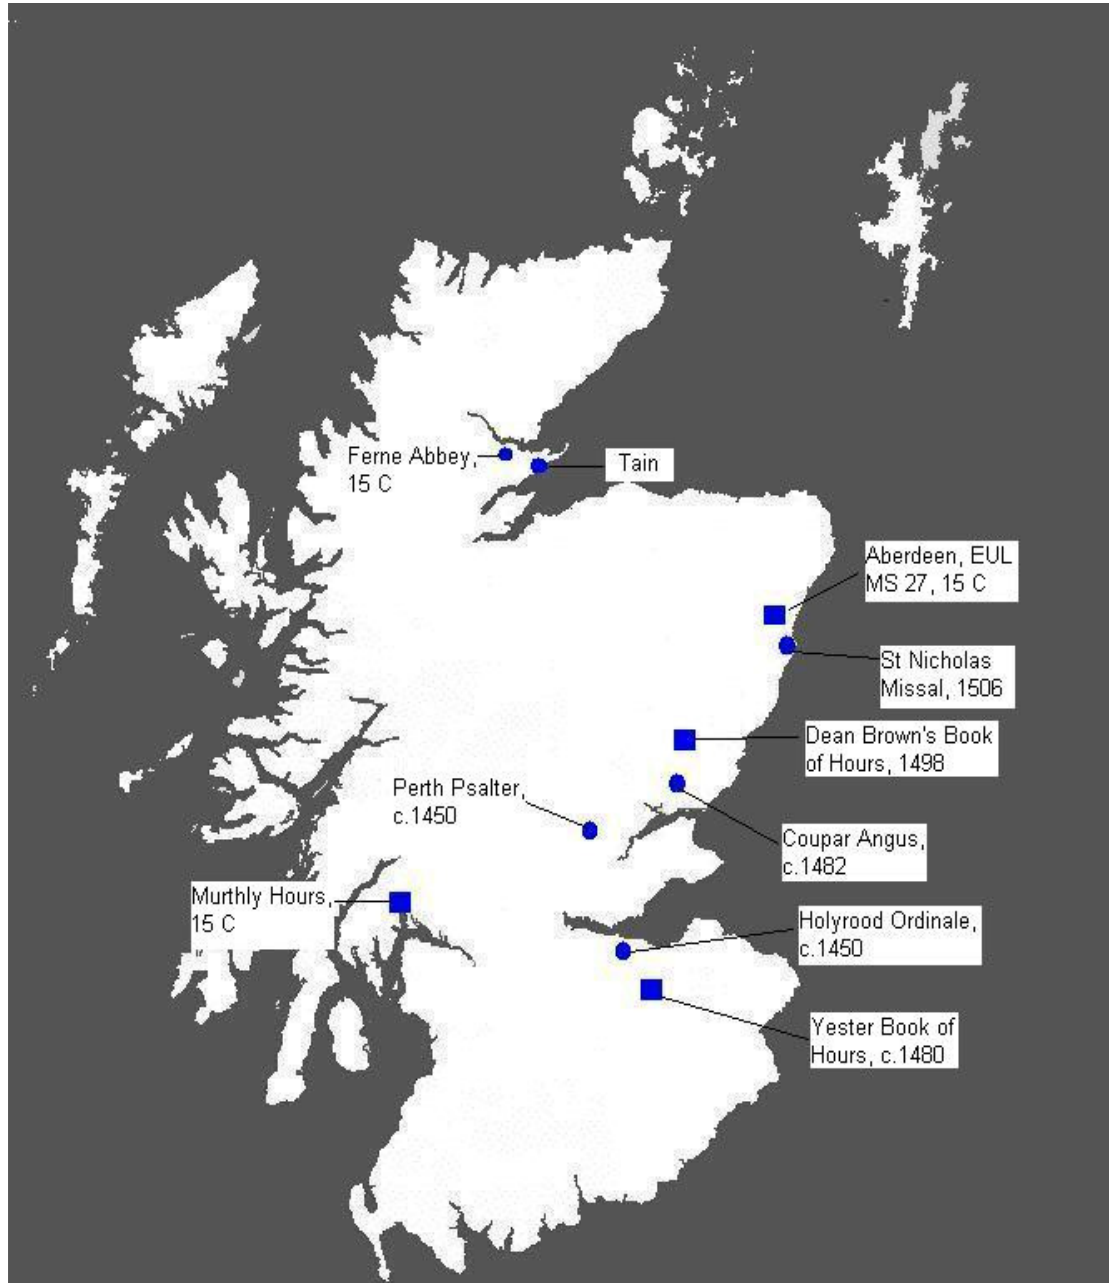 Ferne Abbey,
15 C
Tain
Aberdeen, EUL
MS 27, 15 C
St Nicholas
Missal, 1506
Dean Brown's Book
of Hours, 1498
Perth Psalter,
c.1450
Coupar Angus,
c.1482
Murthly Hours,
15 C
Holyrood Ordinale,
c.1450
Yester Book of
Hours, c.1480